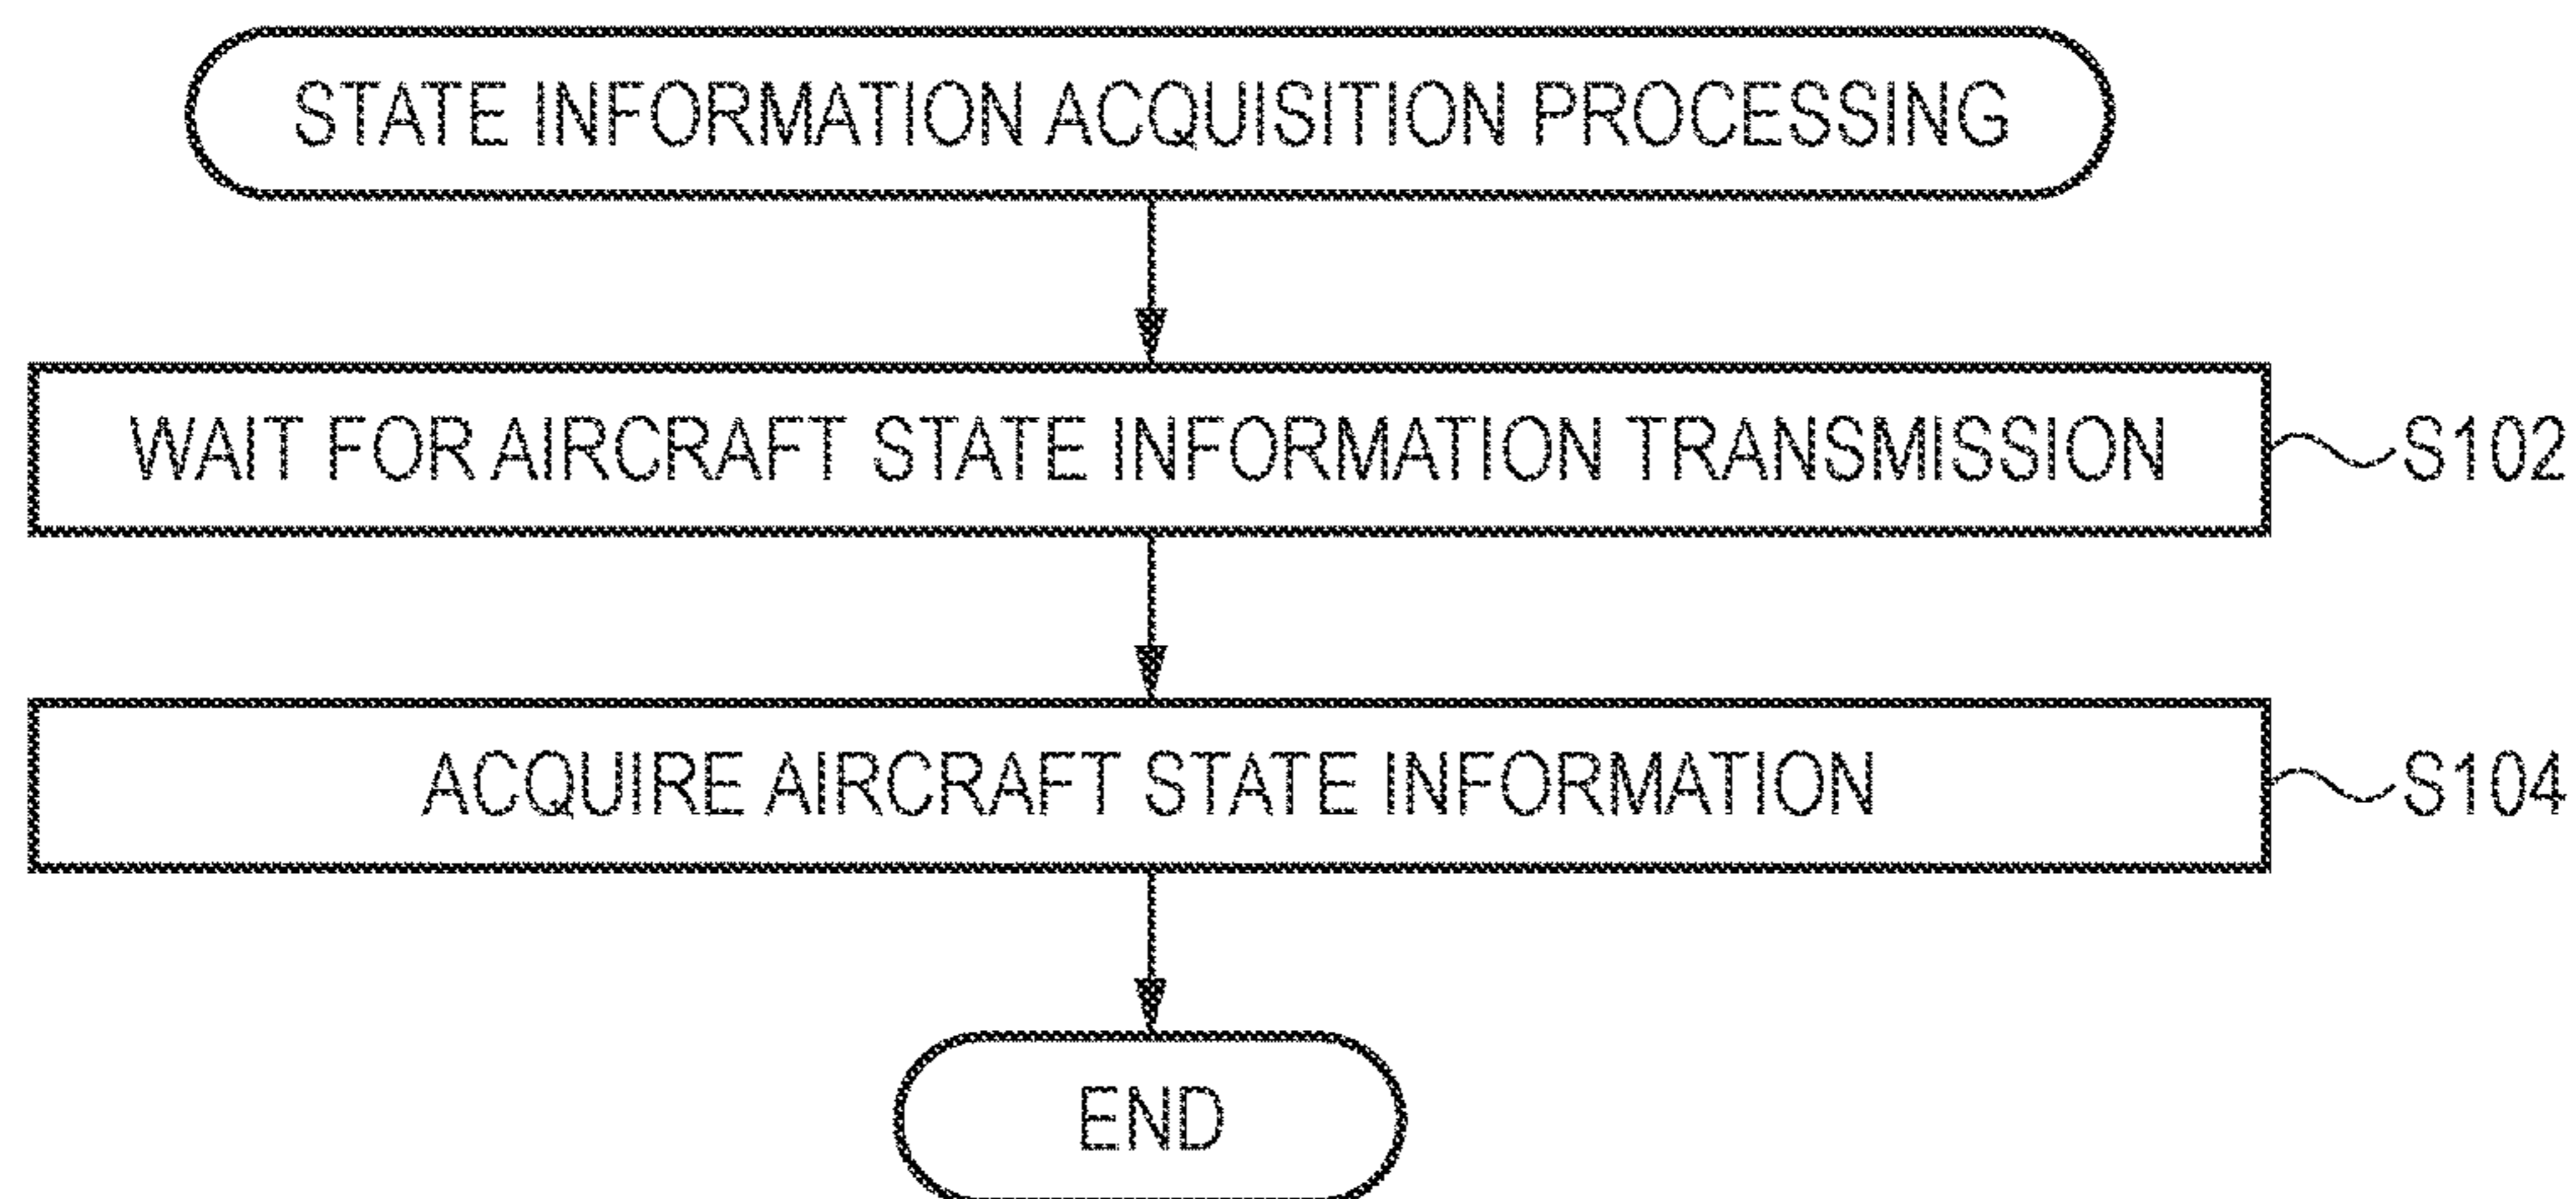 STATE INFORMATION ACQUISITION PROCESSING
WAIT FOR AIRCRAFT STATE INFORMATION TRANSMISSION
S102
ACQUIRE AIRCRAFT STATE INFORMATION
S104
END